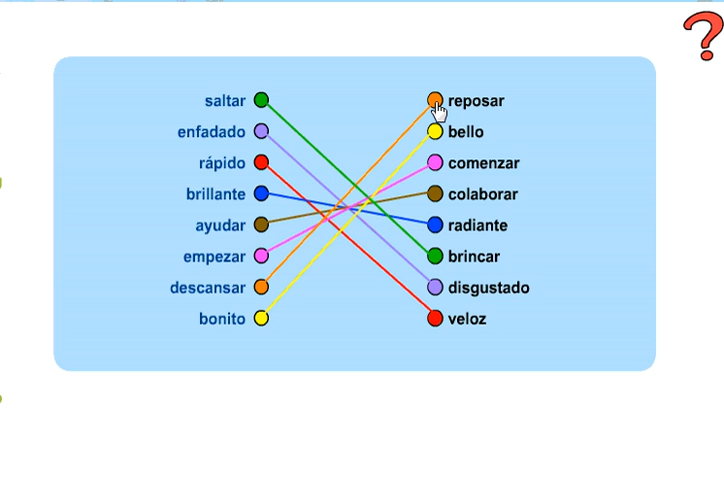 saltar reposar
enfadado bello
rápido comenzar
brillante colaborar
ayudar radiante
empezar brincar
descansar disgustado
bonito veloz
?